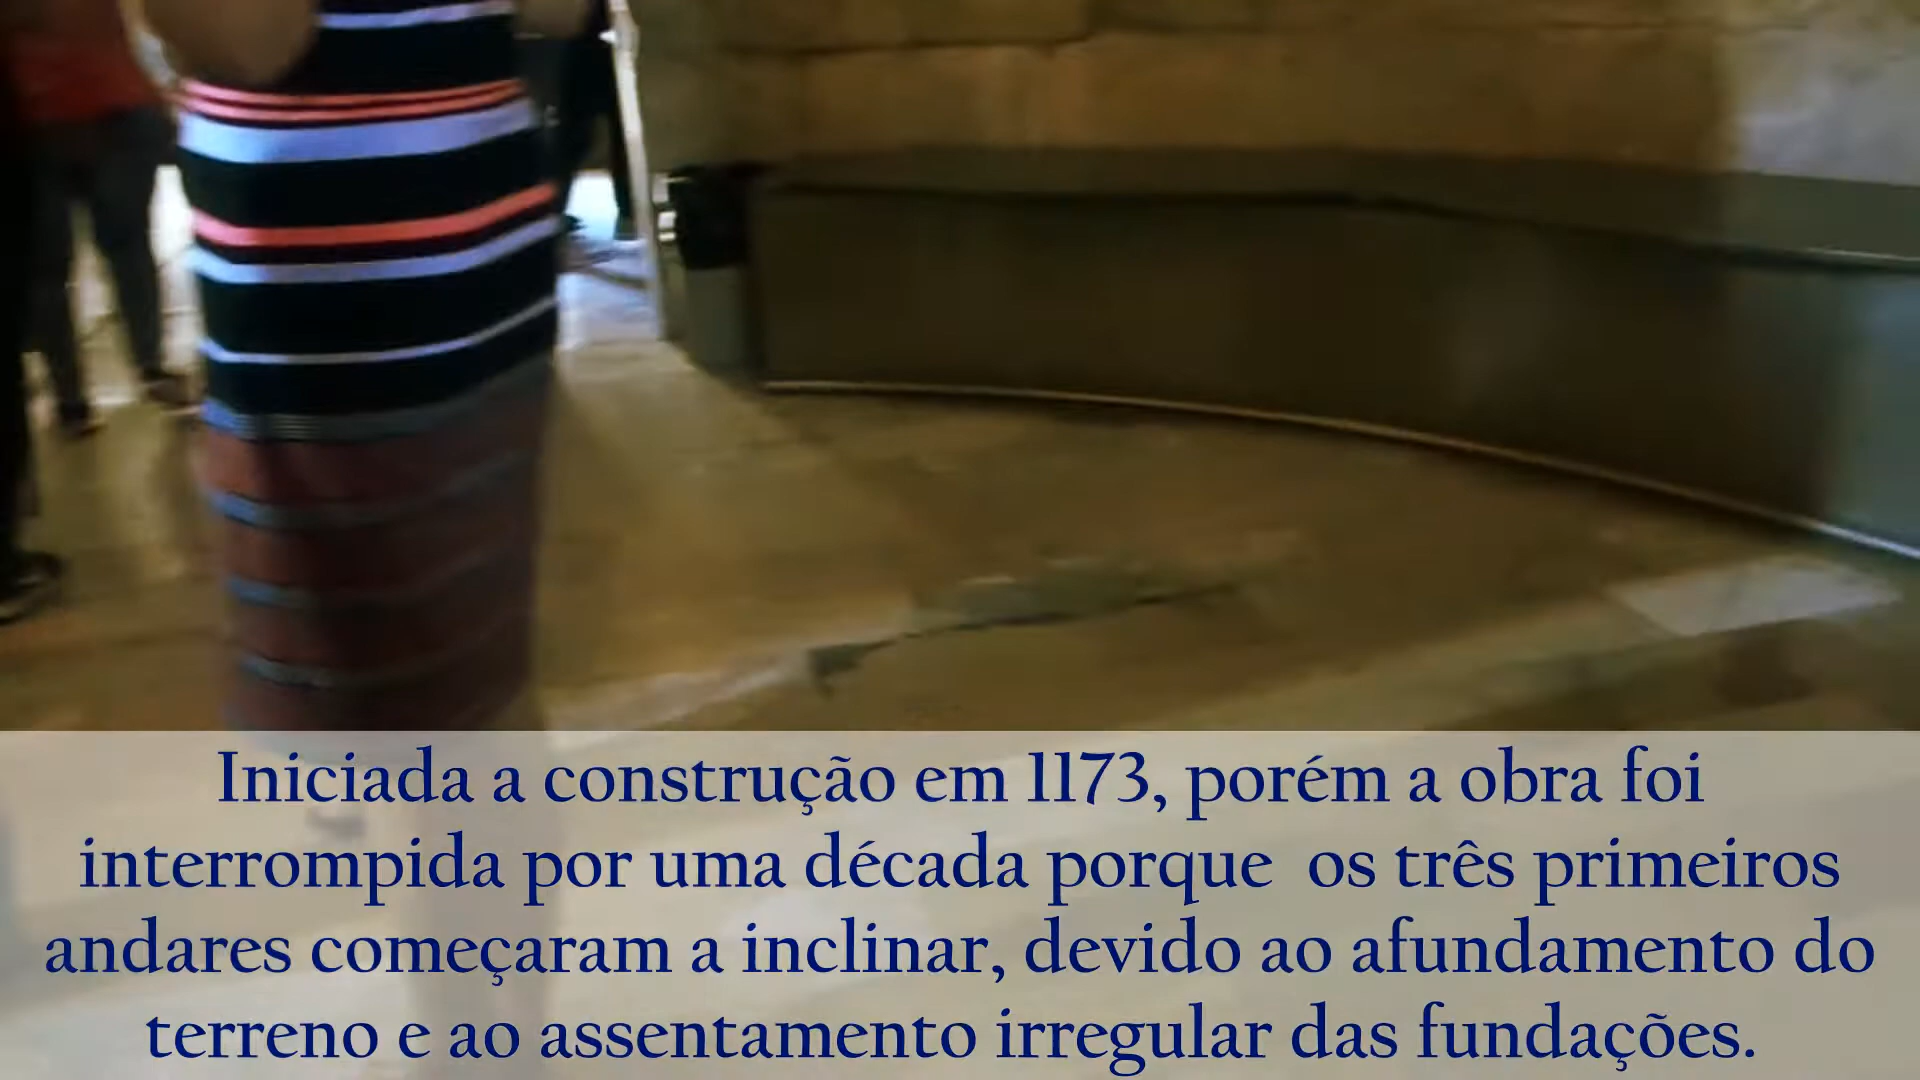 Iniciada a construção em 1173, porém a obra foi
interrompida por uma década porque  os três primeiros
andares começaram a inclinar, devido ao afundamento do
terreno e ao assentamento irregular das fundações.